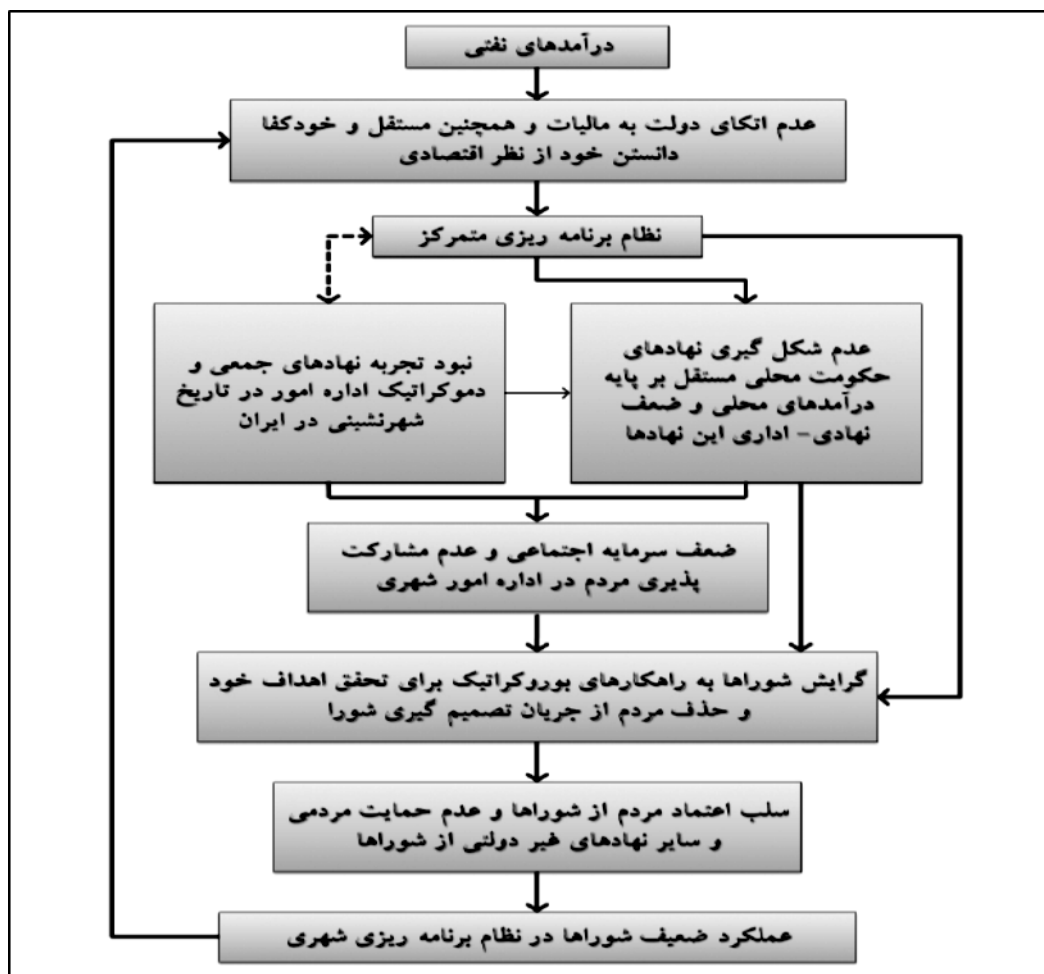 درآمدهای نفتی
عدم اتکای دولت به مالیات و همچنین مستقل و خودکفا
دانستن خود از نظر اقتصادی
نظام برنامه ریزی متمرکز
عدم شکل گیری نهادهای
حکومت محلی مستقل بر پایه
درآمدهای محلی و ضعف
نهادی- اداری این نهادها
نبود تجربه نهادهای جمعی و
دموکراتیک اداره امور در تاریخ
شهرنشینی در ایران
ضعف سرمایه اجتماعی و عدم مشارکت
پذیری مردم در اداره امور شهری
گرایش شوراها به راهکارهای بوروکراتیک برای تحقق اهداف خود
و حذف مردم از جریان تصمیم گیری شورا
سلب اعتماد مردم از شوراها و عدم حمایت مردمی
و سایر نهادهای غیر دولتی از شوراها
عملکرد ضعیف شوراها در نظام برنامه ریزی شهری